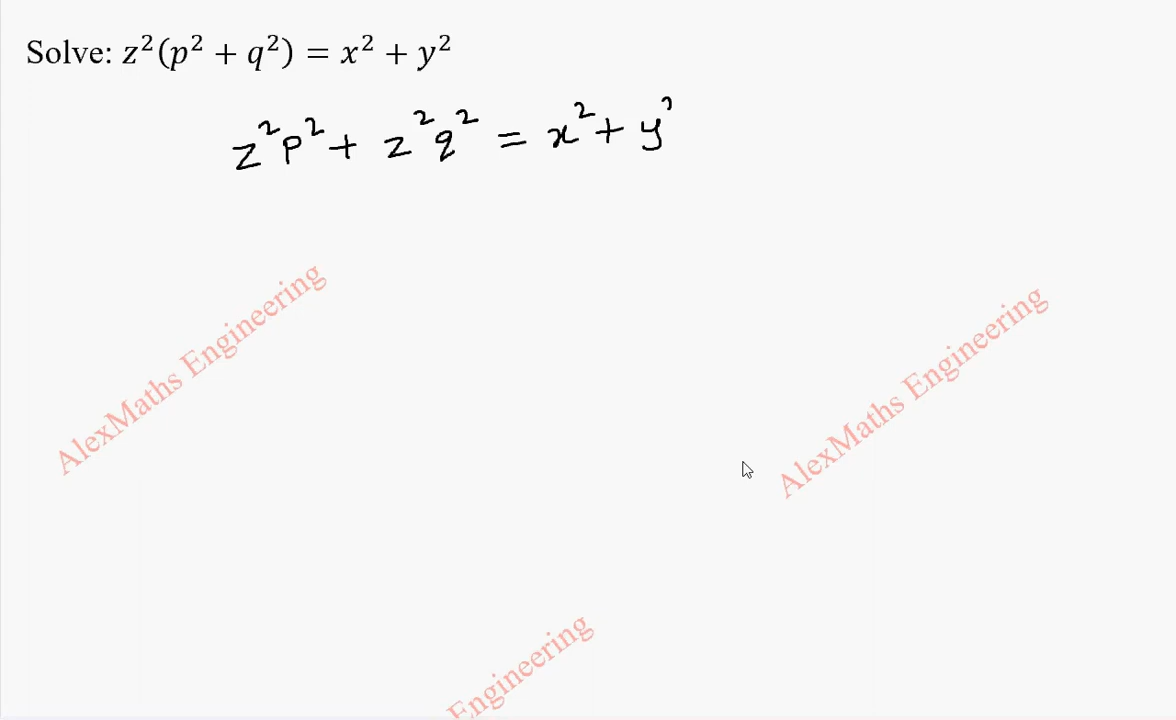 Solve: z²(p² + q²) = x² + y²
z²p² + z²q² = x² + y²
AlexMaths Engineering
AlexMaths Engineering
Engineering